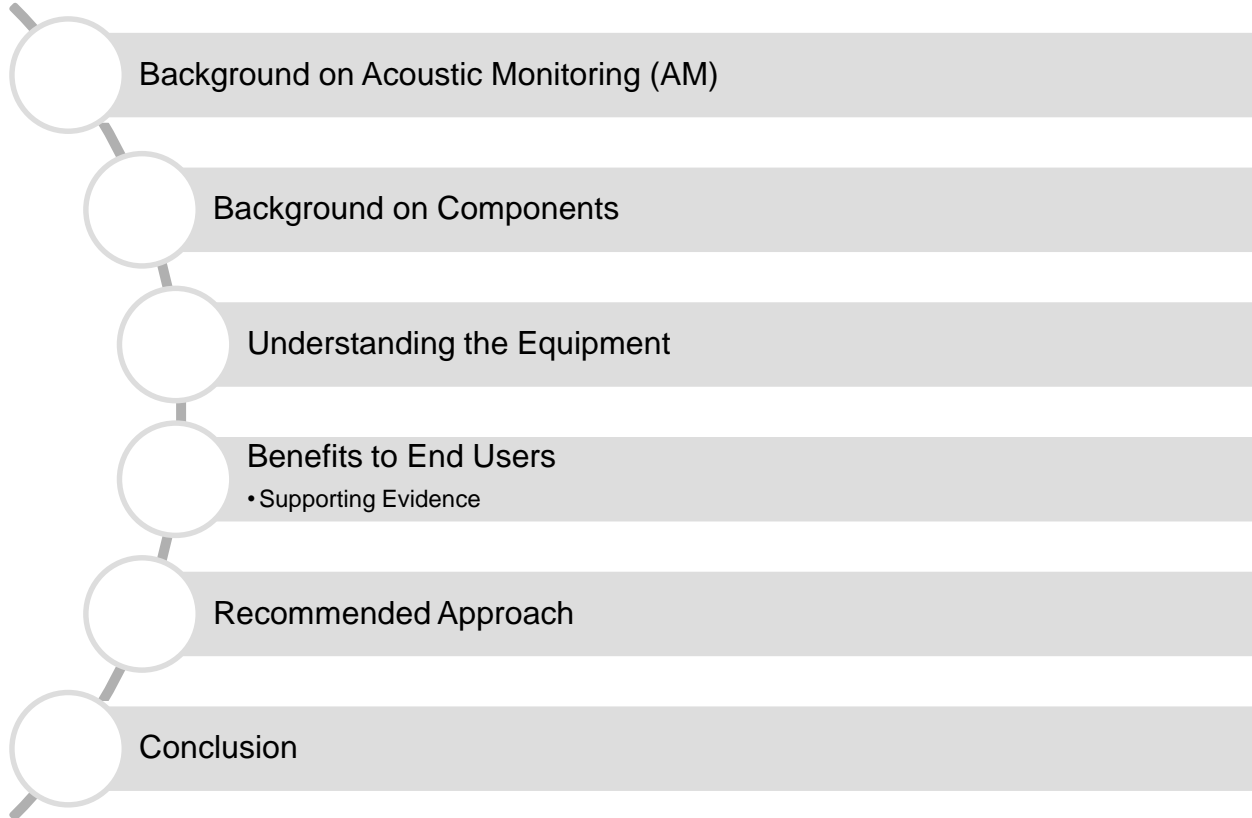 Background on Acoustic Monitoring (AM)
Background on Components
Understanding the Equipment
Benefits to End Users
• Supporting Evidence
Recommended Approach
Conclusion